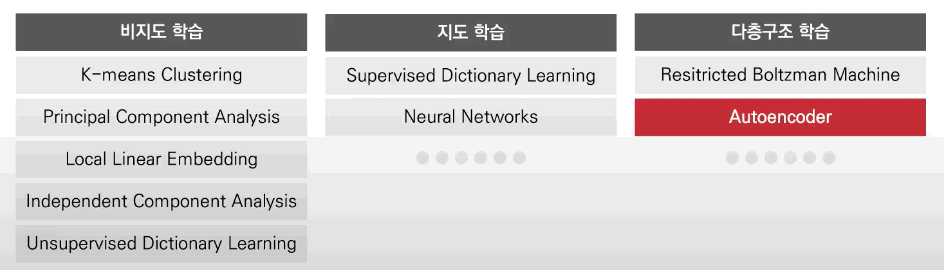 비지도 학습
K-means Clustering
Principal Component Analysis
Local Linear Embedding
Independent Component Analysis
Unsupervised Dictionary Learning
지도 학습
Supervised Dictionary Learning
Neural Networks
다층구조 학습
Resitricted Boltzman Machine
Autoencoder